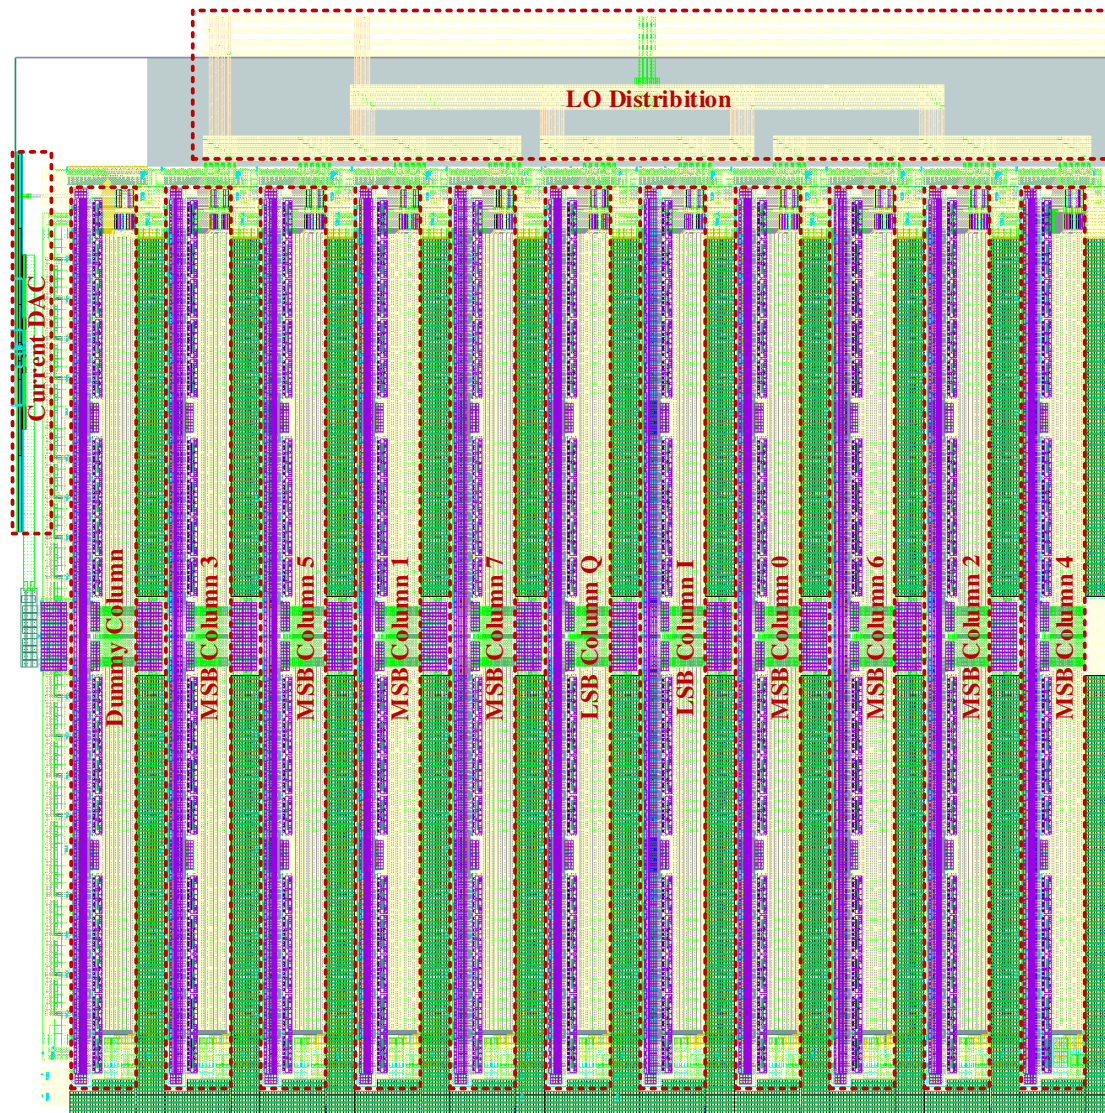 LO Distribition
Current DAC
Dummy Column
MSB Column 3
MSB Column 5
MSB Column 1
MSB Column 7
LSB Column Q
LSB Column I
MSB Column 0
MSB Column 6
MSB Column 2
MSB Column 4